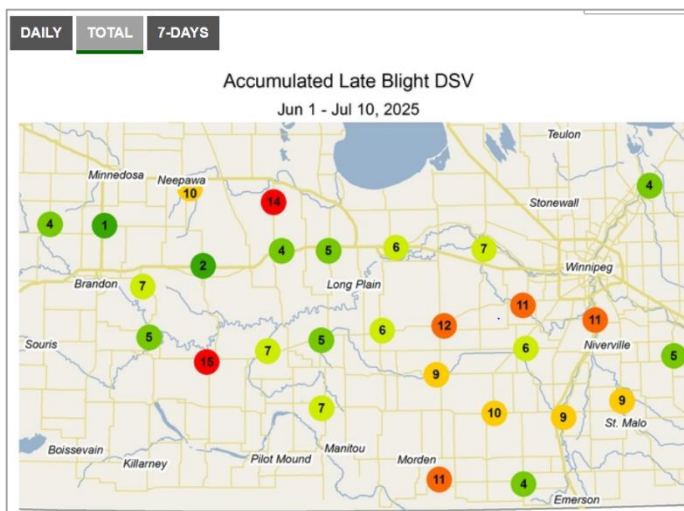 DAILY TOTAL 7-DAYS
Accumulated Late Blight DSV
Jun 1 - Jul 10, 2025
Teulon
Minnedosa
Neepawa
4
10
14
Stonewall
4
1
6
7
4
5
2
Winnipeg
Brandon
7
Long Plain
11
11
12
6
5
5
Souris
6
Niverville
7
5
15
9
9
7
10
9
St. Malo
Boissevain
Manitou
Killarney
Pilot Mound
Morden
11
4
Emerson